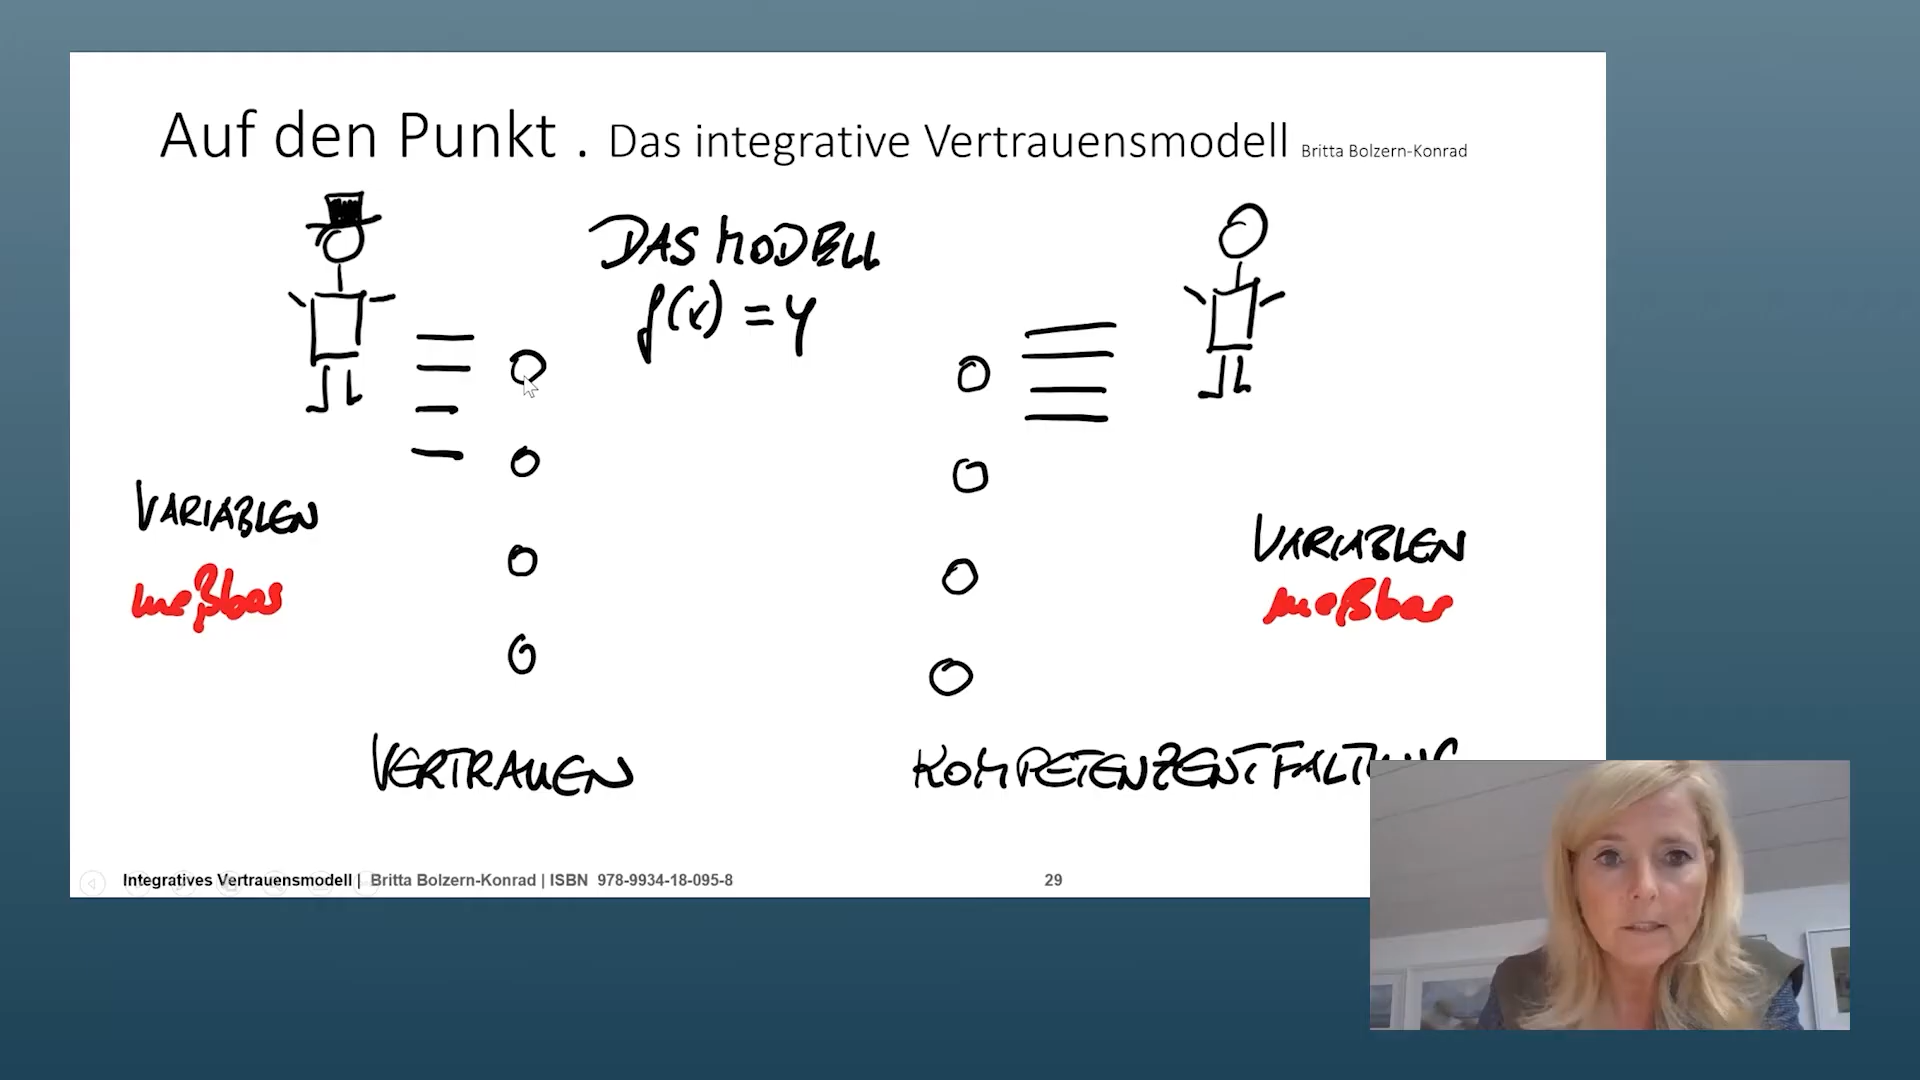 Auf den Punkt . Das integrative Vertrauensmodell Britta Bolzern-Konrad
DAS MODELL
f(x) = y
VARIABLEN
meßbar
VARIABLEN
meßbar
VERTRAUEN
KOMPETENZENTFALTUNG
Integratives Vertrauensmodell | Britta Bolzern-Konrad | ISBN 978-9934-18-095-8
29